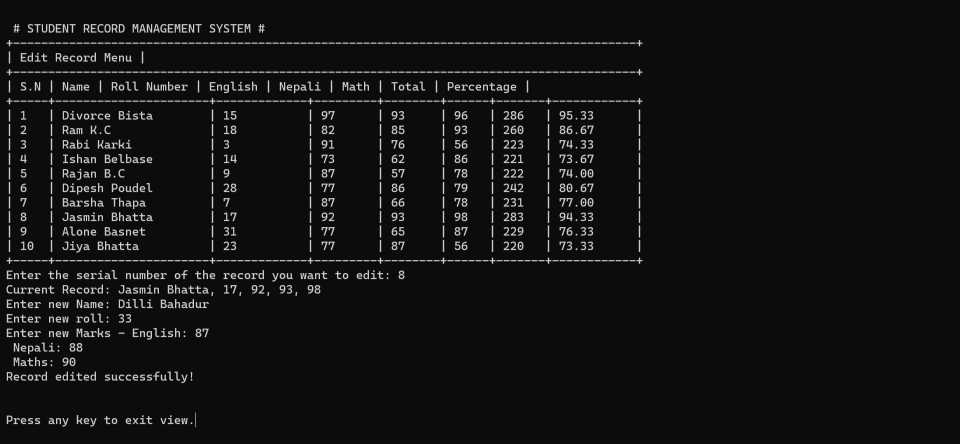 # STUDENT RECORD MANAGEMENT SYSTEM #
+-----------------------------------------------------------------------------------------+
| Edit Record Menu |
+-----------------------------------------------------------------------------------------+
| S.N | Name | Roll Number | English | Nepali | Math | Total | Percentage |
+-----+----------------------+-------------+---------+---------+------+-------+------------+
| 1 | Divorce Bista | 15 | 97 | 93 | 96 | 286 | 95.33 |
| 2 | Ram K.C | 18 | 82 | 85 | 93 | 260 | 86.67 |
| 3 | Rabi Karki | 3 | 91 | 76 | 56 | 223 | 74.33 |
| 4 | Ishan Belbase | 14 | 73 | 62 | 86 | 221 | 73.67 |
| 5 | Rajan B.C | 9 | 87 | 57 | 78 | 222 | 74.00 |
| 6 | Dipesh Poudel | 28 | 77 | 86 | 79 | 242 | 80.67 |
| 7 | Barsha Thapa | 7 | 87 | 66 | 78 | 231 | 77.00 |
| 8 | Jasmin Bhatta | 17 | 92 | 93 | 98 | 283 | 94.33 |
| 9 | Alone Basnet | 31 | 77 | 65 | 87 | 229 | 76.33 |
| 10 | Jiya Bhatta | 23 | 77 | 87 | 56 | 220 | 73.33 |
+-----+----------------------+-------------+---------+---------+------+-------+------------+
Enter the serial number of the record you want to edit: 8
Current Record: Jasmin Bhatta, 17, 92, 93, 98
Enter new Name: Dilli Bahadur
Enter new roll: 33
Enter new Marks - English: 87
Nepali: 88
Maths: 90
Record edited successfully!
Press any key to exit view.